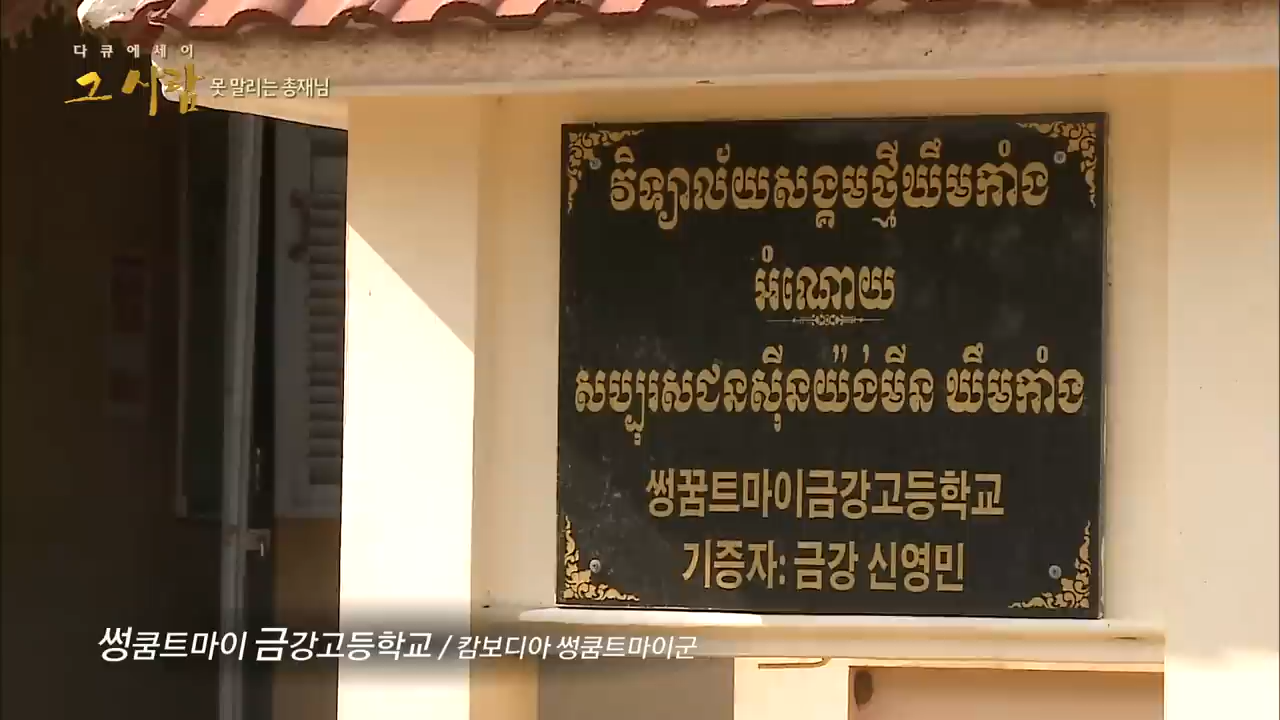 다큐에세이
그 사람 못 말리는 총재님
វិទ្យាល័យសង្គមថ្មីឃឹមកាំង
អំណោយ
សប្បុរសជនស៊ីនយ៉ង់មីន ឃឹមកាំង
썽꿈트마이금강고등학교
기증자: 금강 신영민
썽쿰트마이 금강고등학교 / 캄보디아 썽쿰트마이군